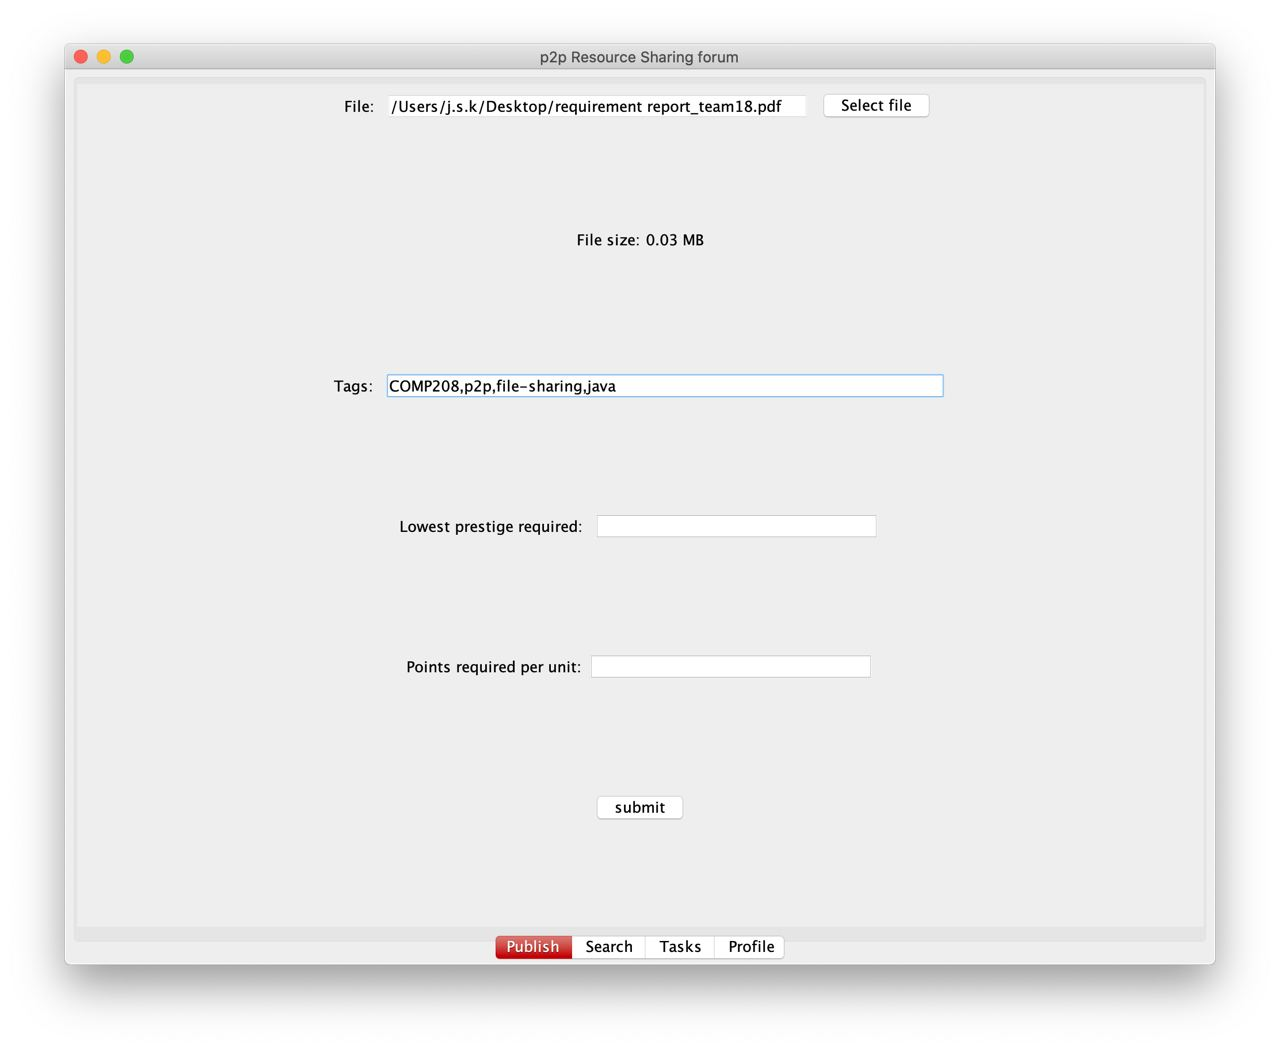 p2p Resource Sharing forum
File: /Users/j.s.k/Desktop/requirement report_team18.pdf Select file
File size: 0.03 MB
Tags: COMP208,p2p,file-sharing,java
Lowest prestige required:
Points required per unit:
submit
Publish Search Tasks Profile